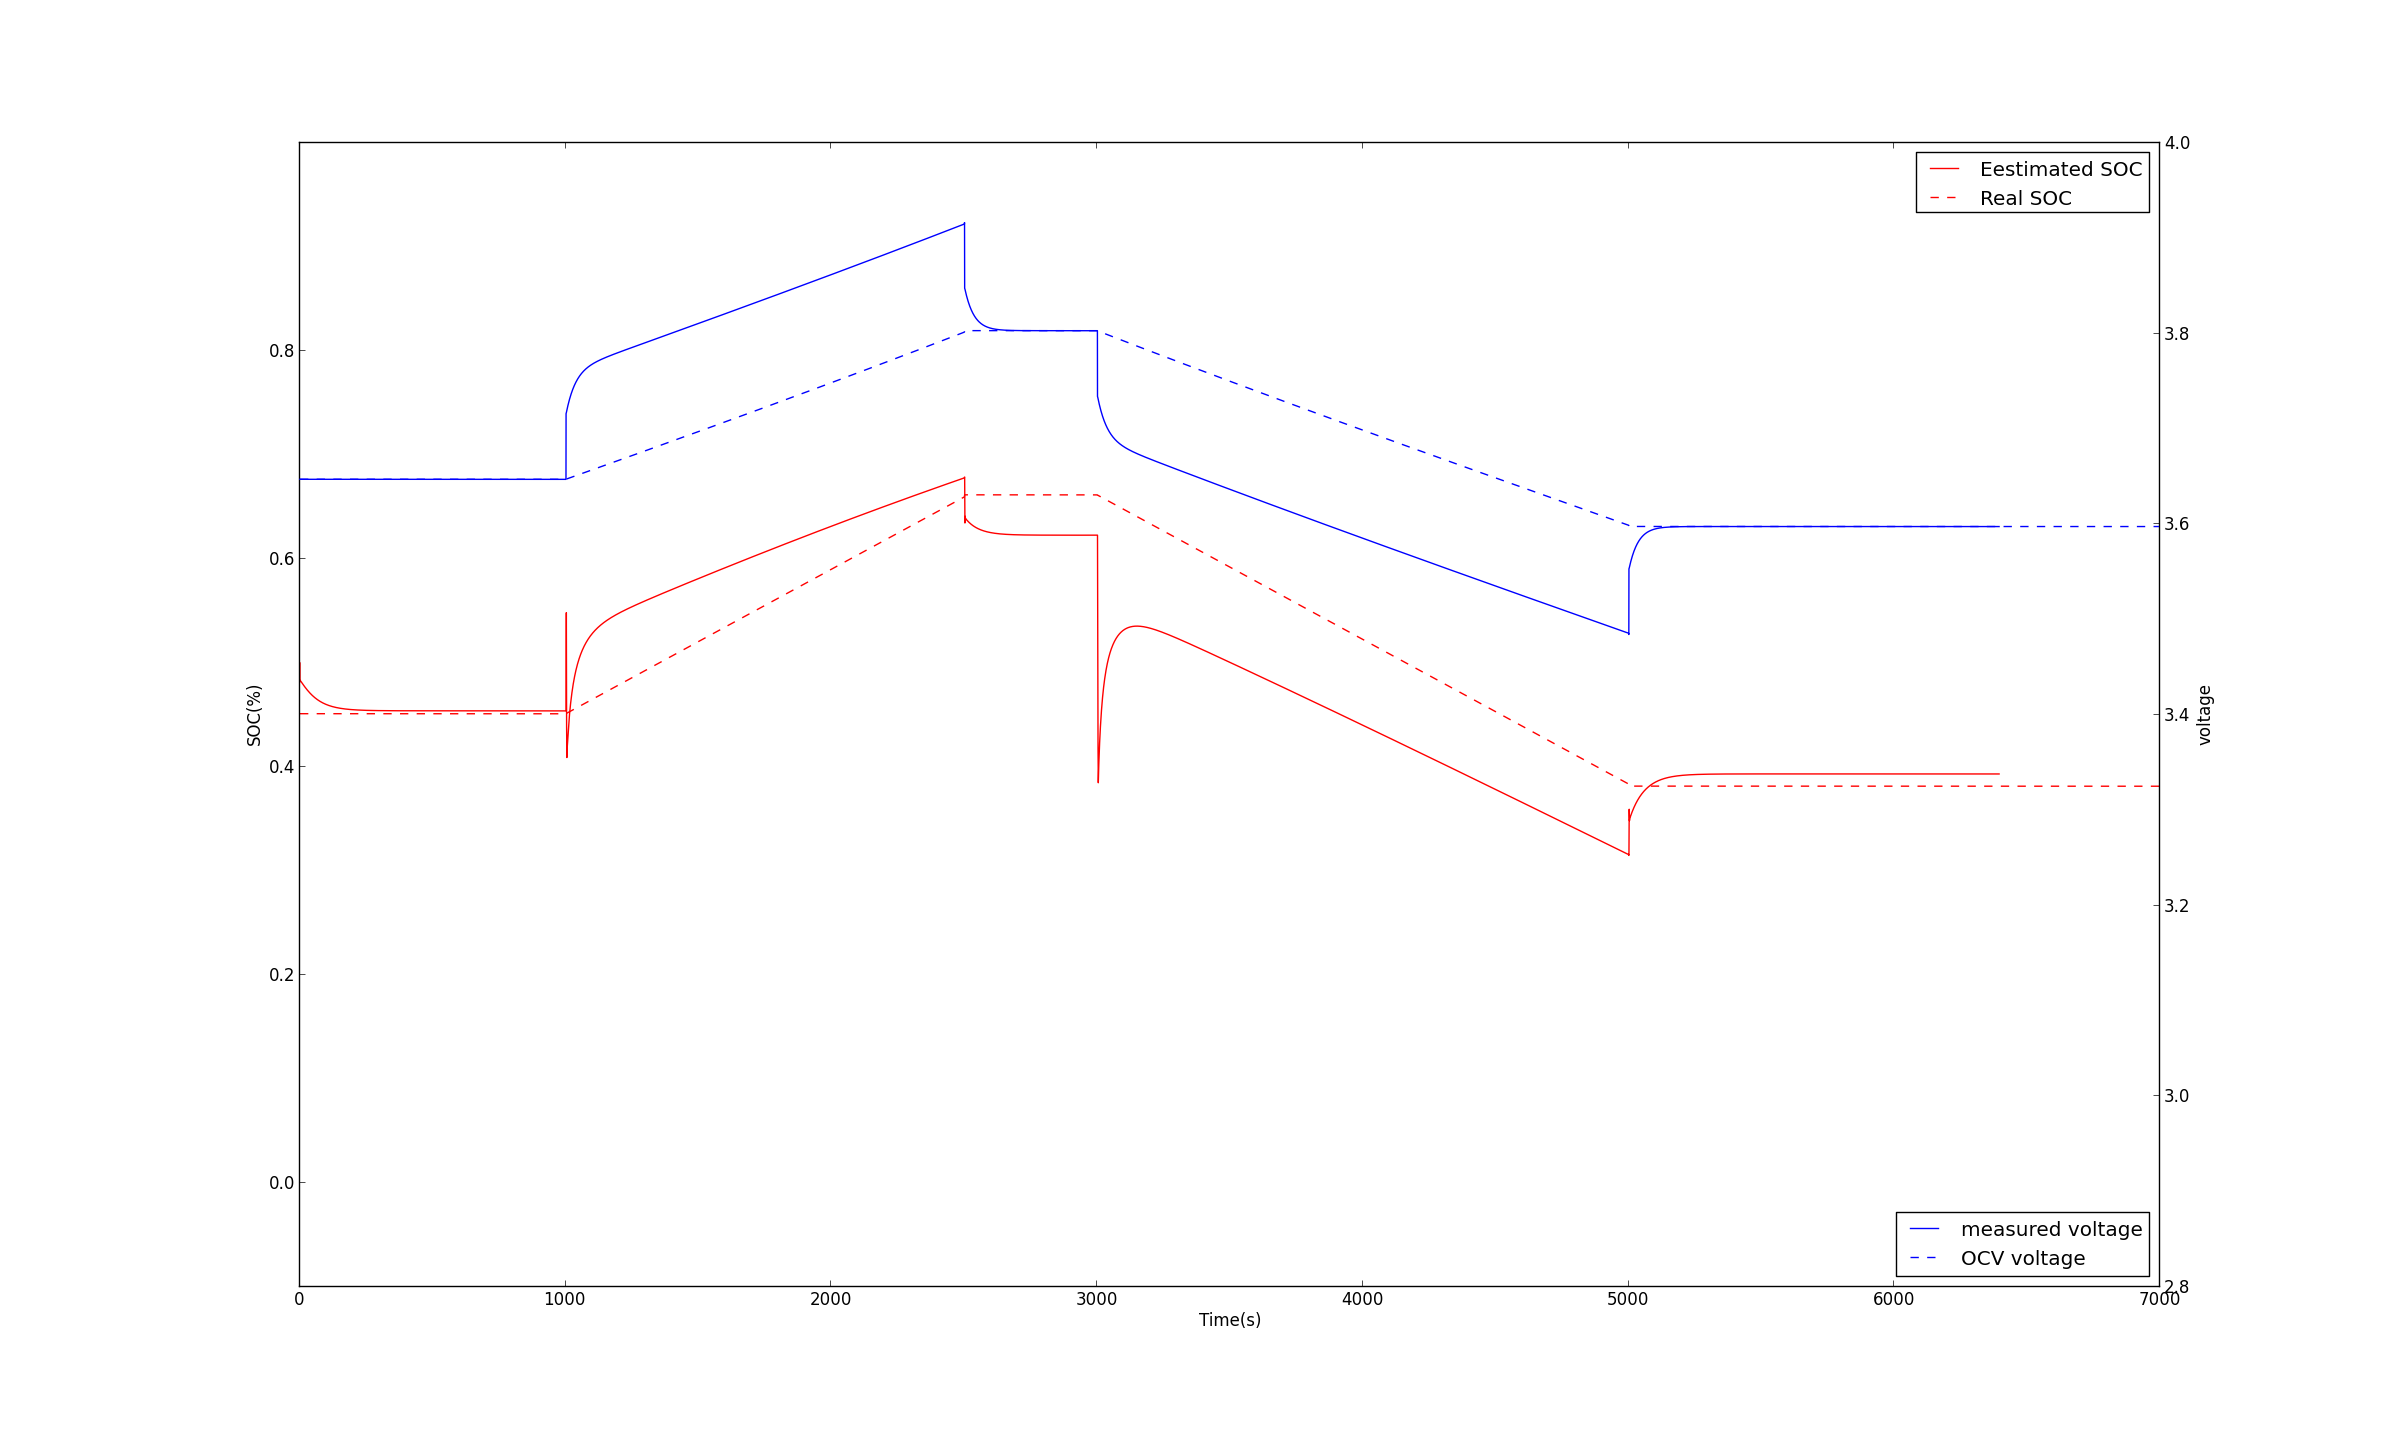 4.0
Eestimated SOC
Real SOC
0.8
3.8
0.6
3.6
SOC(%)
voltage
0.4
3.4
0.2
3.2
0.0
3.0
measured voltage
OCV voltage
2.8
0 1000 2000 3000 4000 5000 6000 7000
Time(s)